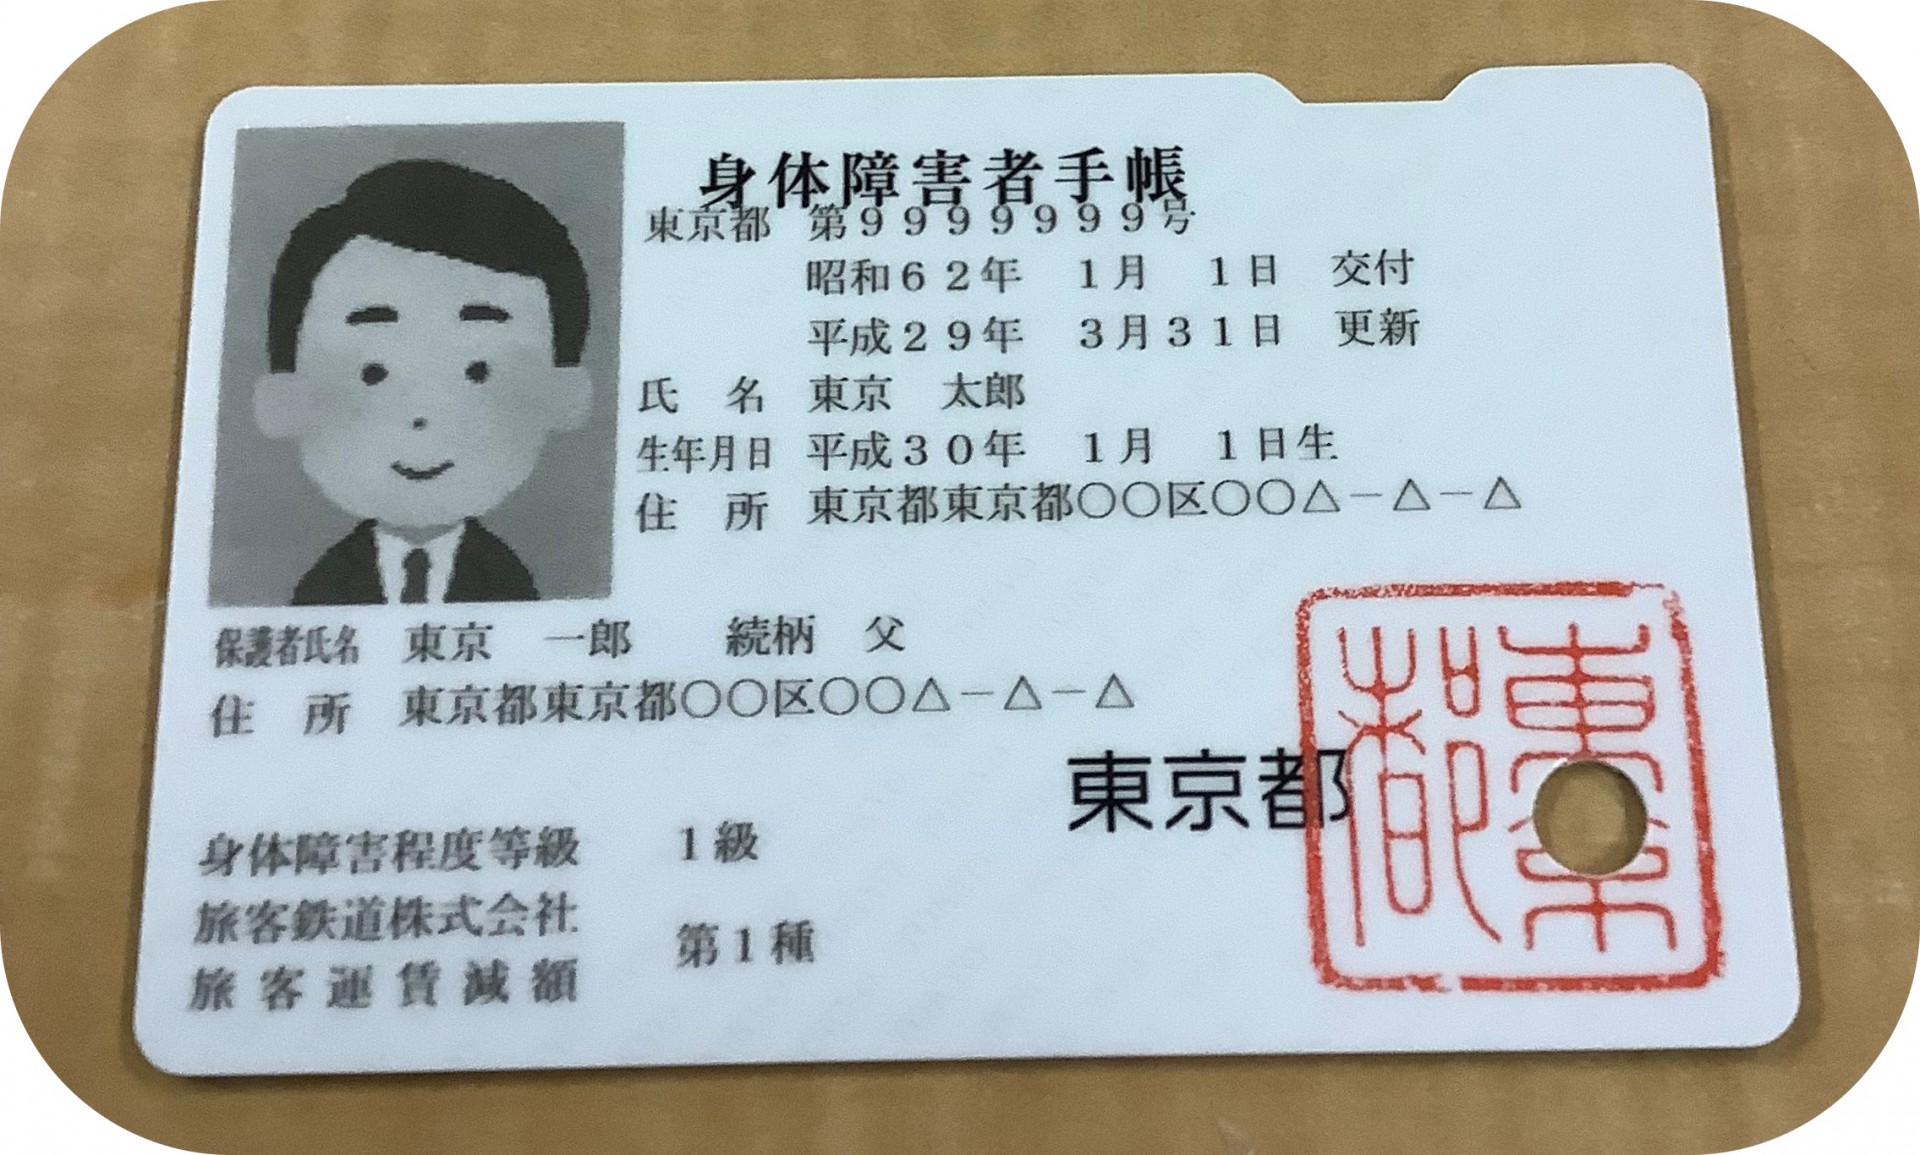 身体障害者手帳
東京都 第９９９９９９９号
昭和６２年 １月 １日 交付
平成２９年 ３月３１日 更新
氏 名 東京 太郎
生年月日 平成３０年 １月 １日生
住 所 東京都東京都〇〇区〇〇△－△－△
保護者氏名 東京 一郎 続柄 父
住 所 東京都東京都〇〇区〇〇△－△－△
東京都
東京都
身体障害程度等級 １級
旅客鉄道株式会社
旅客運賃減額 第１種